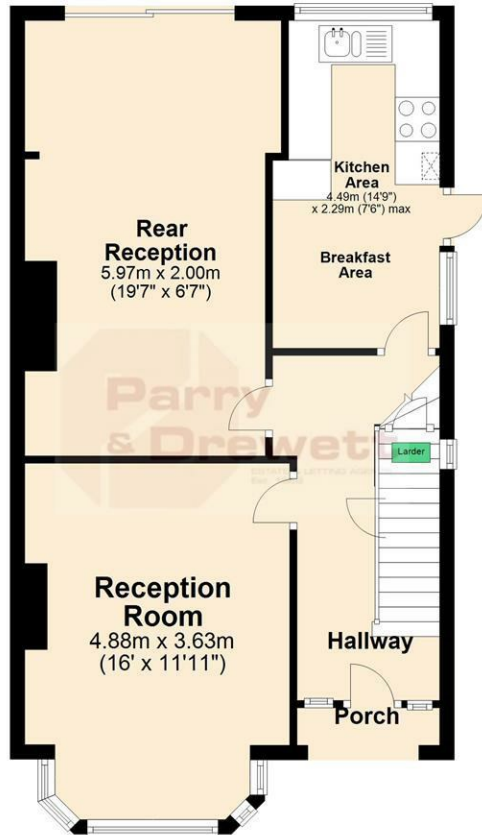 Kitchen
Area
4.49m (14'9")
x 2.29m (7'6") max
Breakfast
Area
Rear
Reception
5.97m x 2.00m
(19'7" x 6'7")
Parry
& Drewett
Larder
Reception
Room
4.88m x 3.63m
(16' x 11'11")
Hallway
Porch